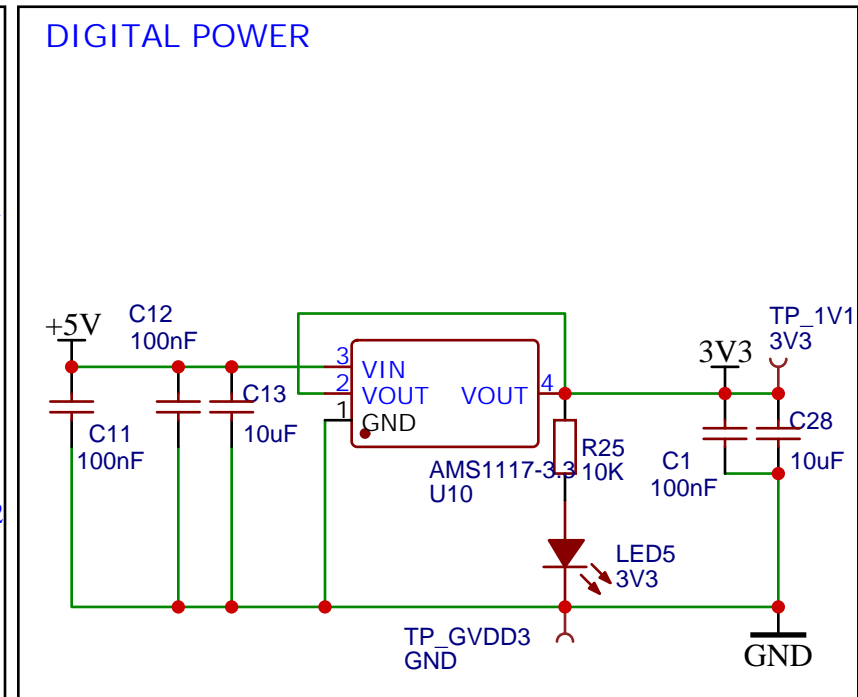 DIGITAL POWER
+5V
C12
100nF
C11
100nF
C13
10uF
3
VIN
2
VOUT
1
GND
VOUT
4
AMS1117-3.3
U10
R25
10K
LED5
3V3
TP_GVDD3
GND
3V3
TP_1V1
3V3
C1
100nF
C28
10uF
GND